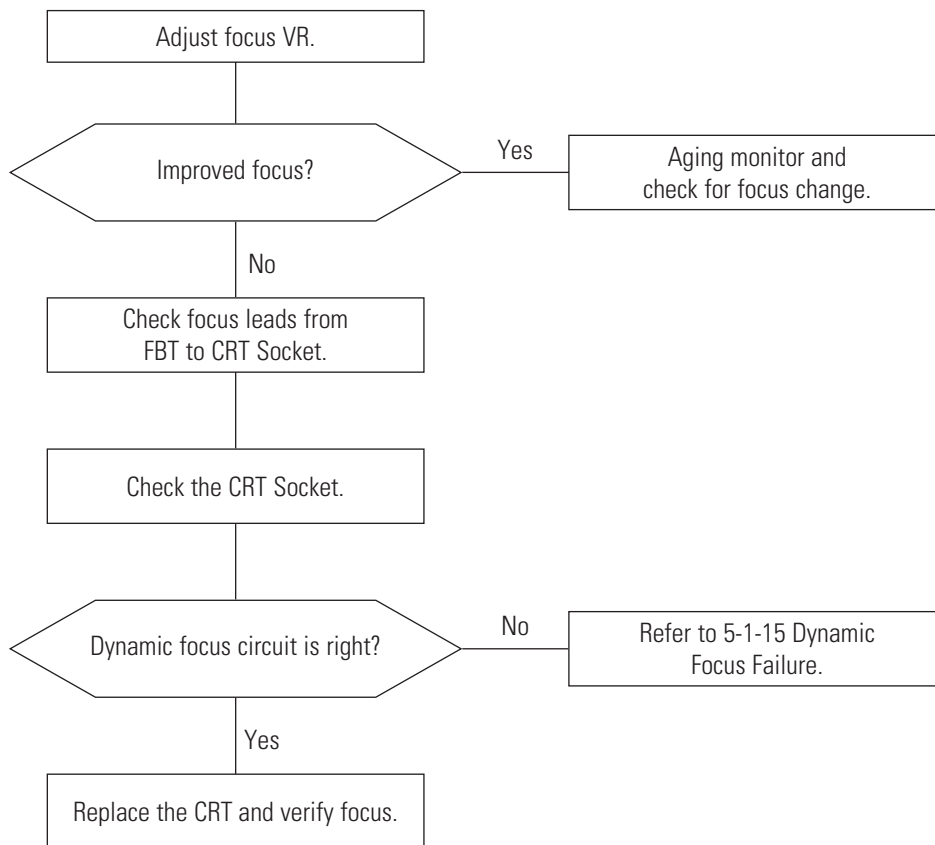 Adjust focus VR.
Improved focus?
Yes
Aging monitor and
check for focus change.
No
Check focus leads from
FBT to CRT Socket.
Check the CRT Socket.
Dynamic focus circuit is right?
No
Refer to 5-1-15 Dynamic
Focus Failure.
Yes
Replace the CRT and verify focus.